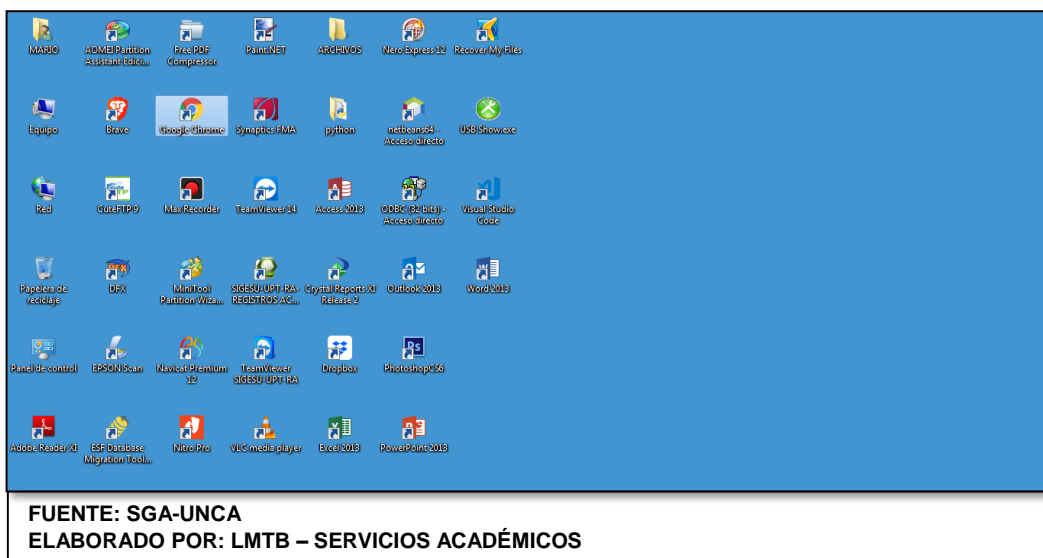 MARIO
AOMEI Partition
Assistant Edici...
Free PDF
Compressor
Paint.NET
ARCHIVOS
Nero Express 12
Recover My Files
Equipo
Brave
Google Chrome
Synaptics FMA
python
netbeans64 -
Acceso directo
USB Show.exe
Red
CuteFTP 9
Max Recorder
TeamViewer 14
Access 2013
ODBC (32 bits) -
Acceso directo
Visual Studio
Code
Papelera de
reciclaje
DFX
MiniTool
Partition Wiza...
SIGESU-UPT-RA-
REGISTROS AC...
Crystal Reports XI
Release 2
Outlook 2013
Word 2013
Panel de control
EPSON Scan
Navicat Premium
12
TeamViewer
SIGESU-UPT-RA
Dropbox
PhotoshopCS6
Adobe Reader XI
ESF Database
Migration Tool...
Nitro Pro
VLC media player
Excel 2013
PowerPoint 2013
FUENTE: SGA-UNCA
ELABORADO POR: LMTB – SERVICIOS ACADÉMICOS